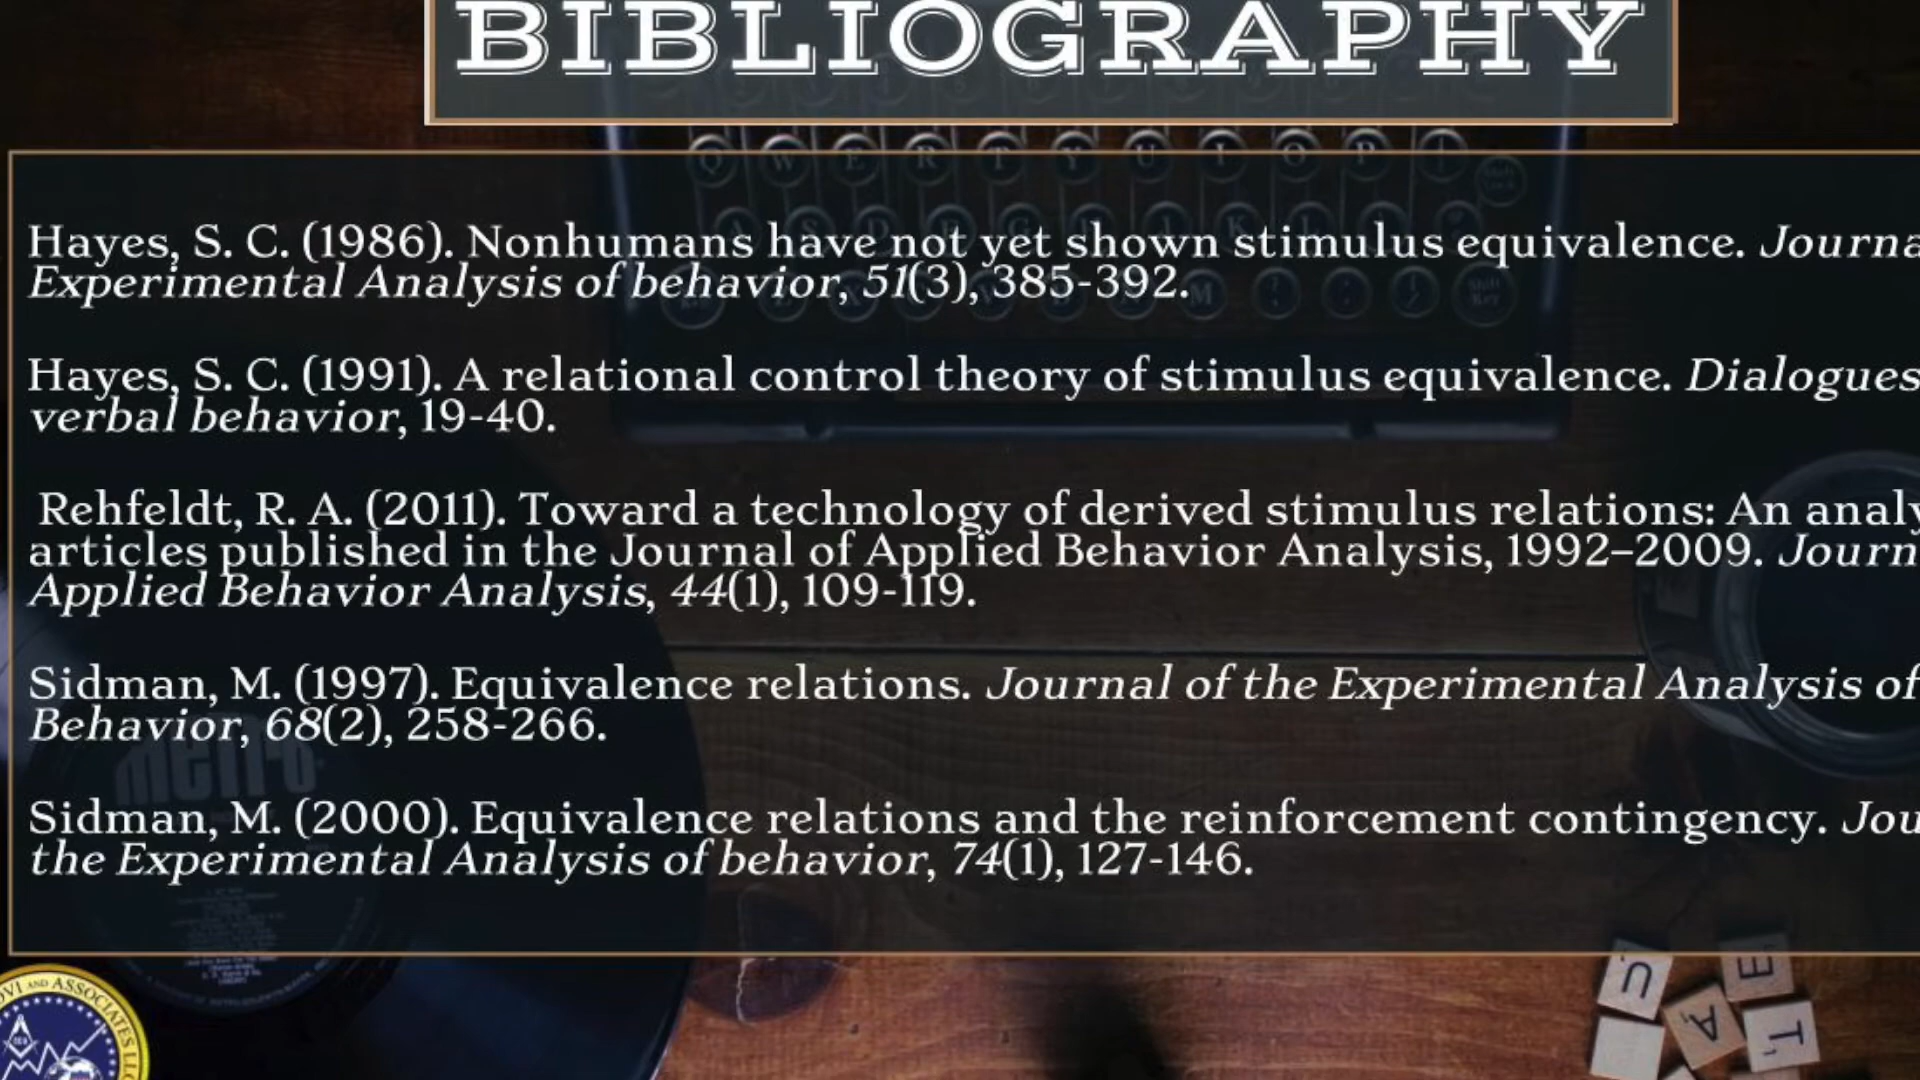 BIBLIOGRAPHY
Q W E R T Y U I O P
Hayes, S. C. (1986). Nonhumans have not yet shown stimulus equivalence. Journa
Experimental Analysis of behavior, 51(3), 385-392.
Hayes, S. C. (1991). A relational control theory of stimulus equivalence. Dialogues
verbal behavior, 19-40.
Rehfeldt, R. A. (2011). Toward a technology of derived stimulus relations: An analy
articles published in the Journal of Applied Behavior Analysis, 1992–2009. Journ
Applied Behavior Analysis, 44(1), 109-119.
Sidman, M. (1997). Equivalence relations. Journal of the Experimental Analysis of
Behavior, 68(2), 258-266.
Sidman, M. (2000). Equivalence relations and the reinforcement contingency. Jou
the Experimental Analysis of behavior, 74(1), 127-146.
OVI AND ASSOCIATES LLC
U E
A T